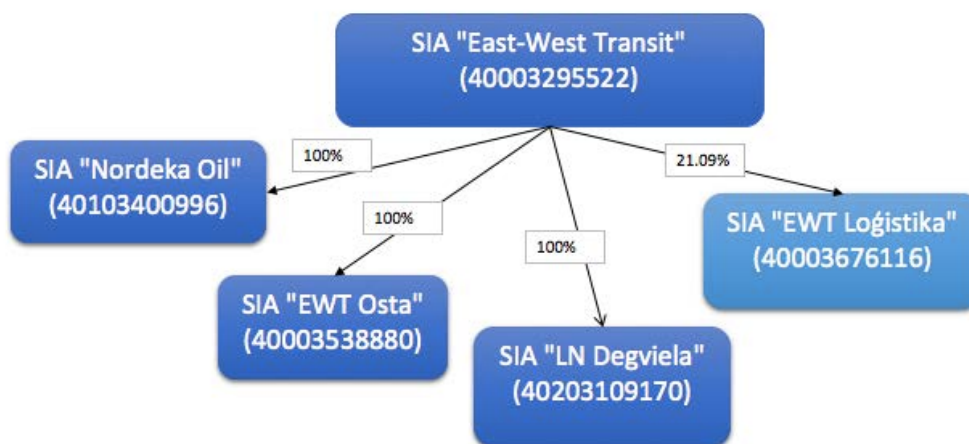 SIA "East-West Transit"
(40003295522)
100%
21.09%
SIA "Nordeka Oil"
(40103400996)
SIA "EWT Loģistika"
(40003676116)
100%
100%
SIA "EWT Osta"
(40003538880)
SIA "LN Degviela"
(40203109170)